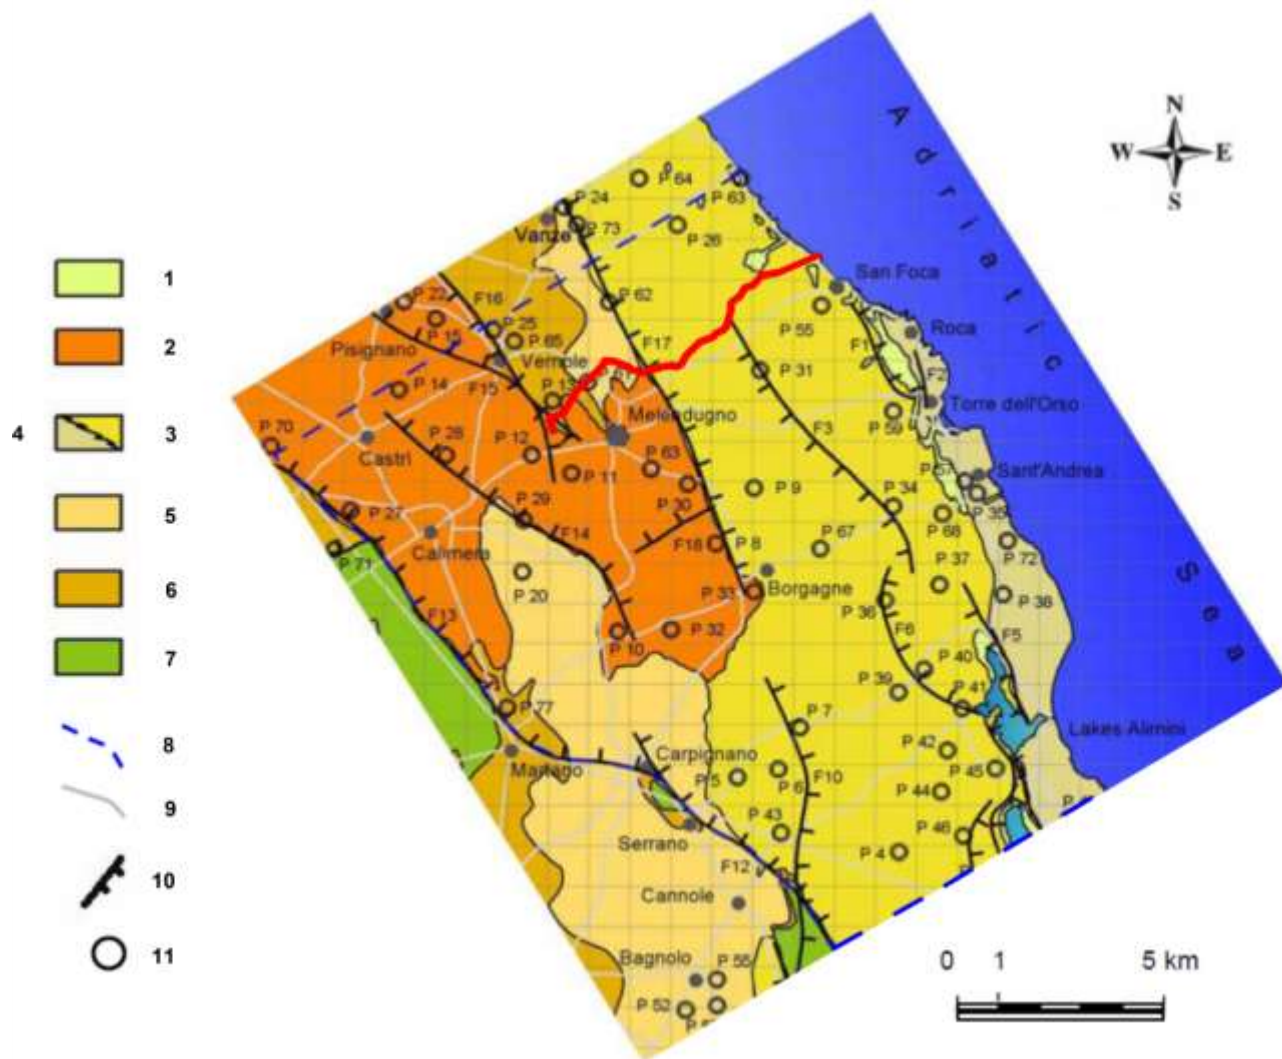 N
W E
S
Adriatic Sea
1
2
4 3
5
6
7
8
9
10
11
P 64
P 24
P 63
Vanze
P 73
P 26
P 22
F16
P 62
San Foca
P 25
P 15
P 55
Roca
Pisignano
P 65
F1
Vernole
F17
P 31
F2
P 14
F15
P 13
P 61
Torre dell'Orso
Melendugno
P 70
P 59
F3
P 28
P 12
Castri
P 63
P 57
Sant'Andrea
P 11
P 30
P 9
P 34
P 35
P 27
P 29
P 68
Calimera
F14
F18
P 8
P 67
P 72
P 71
P 37
P 20
Borgagne
P 33
P 36
P 38
F13
F6
F5
P 32
P 10
P 40
P 39
P 41
P 77
P 7
Lakes Alimini
P 42
Carpignano
P 5
P 6
F10
P 45
P 44
P 43
P 46
Serrano
P 4
F12
Cannole
Bagnolo
P 55
P 52
0 1 5 km